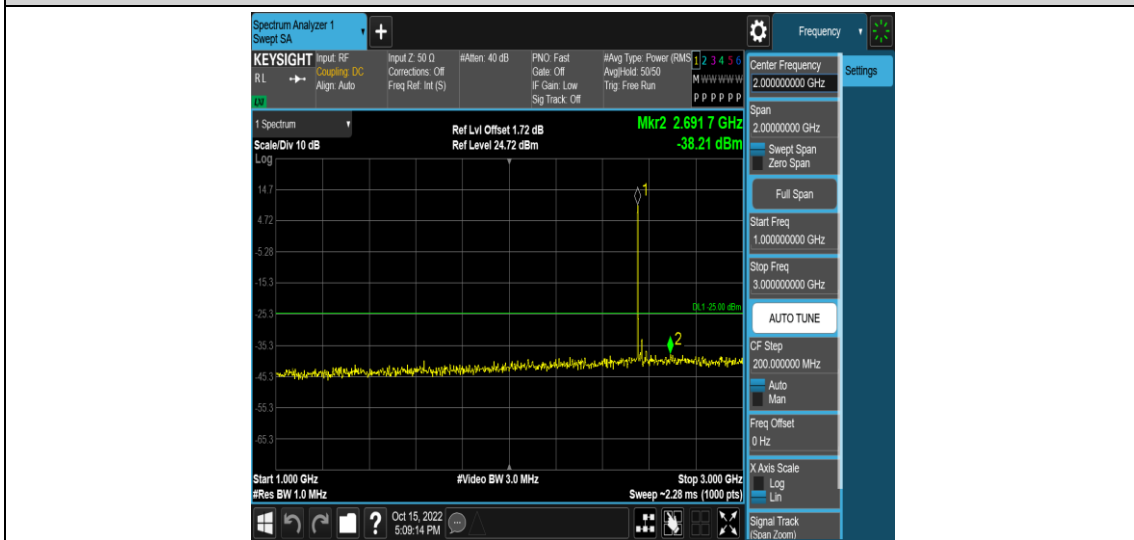 Spectrum Analyzer 1
Swept SA
+
Frequency
KEYSIGHT
RL
LXI
Input: RF
Coupling: DC
Align: Auto
Input Z: 50 Ω
Corrections: Off
Freq Ref: Int (S)
#Atten: 40 dB
PNO: Fast
Gate: Off
IF Gain: Low
Sig Track: Off
#Avg Type: Power (RMS
Avg|Hold: 50/50
Trig: Free Run
1 2 3 4 5 6
M W W W W W
P P P P P P
1 Spectrum
Scale/Div 10 dB
Log
Ref Lvl Offset 1.72 dB
Ref Level 24.72 dBm
Mkr2 2.691 7 GHz
-38.21 dBm
14.7
4.72
-5.28
-15.3
-25.3
-35.3
-45.3
-55.3
-65.3
1
DL1 -25.00 dBm
2
Start 1.000 GHz
#Res BW 1.0 MHz
#Video BW 3.0 MHz
Stop 3.000 GHz
Sweep ~2.28 ms (1000 pts)
?
Oct 15, 2022
5:09:14 PM
Center Frequency
2.000000000 GHz
Settings
Span
2.00000000 GHz
Swept Span
Zero Span
Full Span
Start Freq
1.000000000 GHz
Stop Freq
3.000000000 GHz
AUTO TUNE
CF Step
200.000000 MHz
Auto
Man
Freq Offset
0 Hz
X Axis Scale
Log
Lin
Signal Track
(Span Zoom)